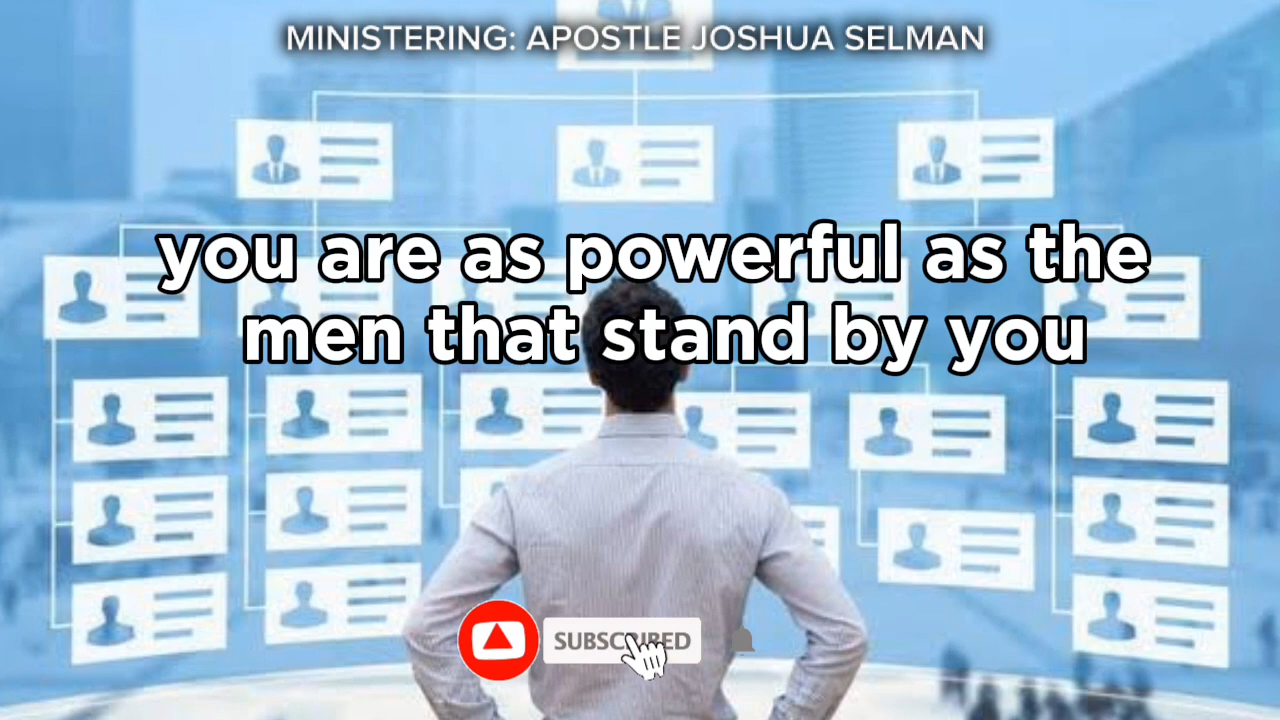 MINISTERING: APOSTLE JOSHUA SELMAN
you are as powerful as the
men that stand by you
SUBSCRIBED